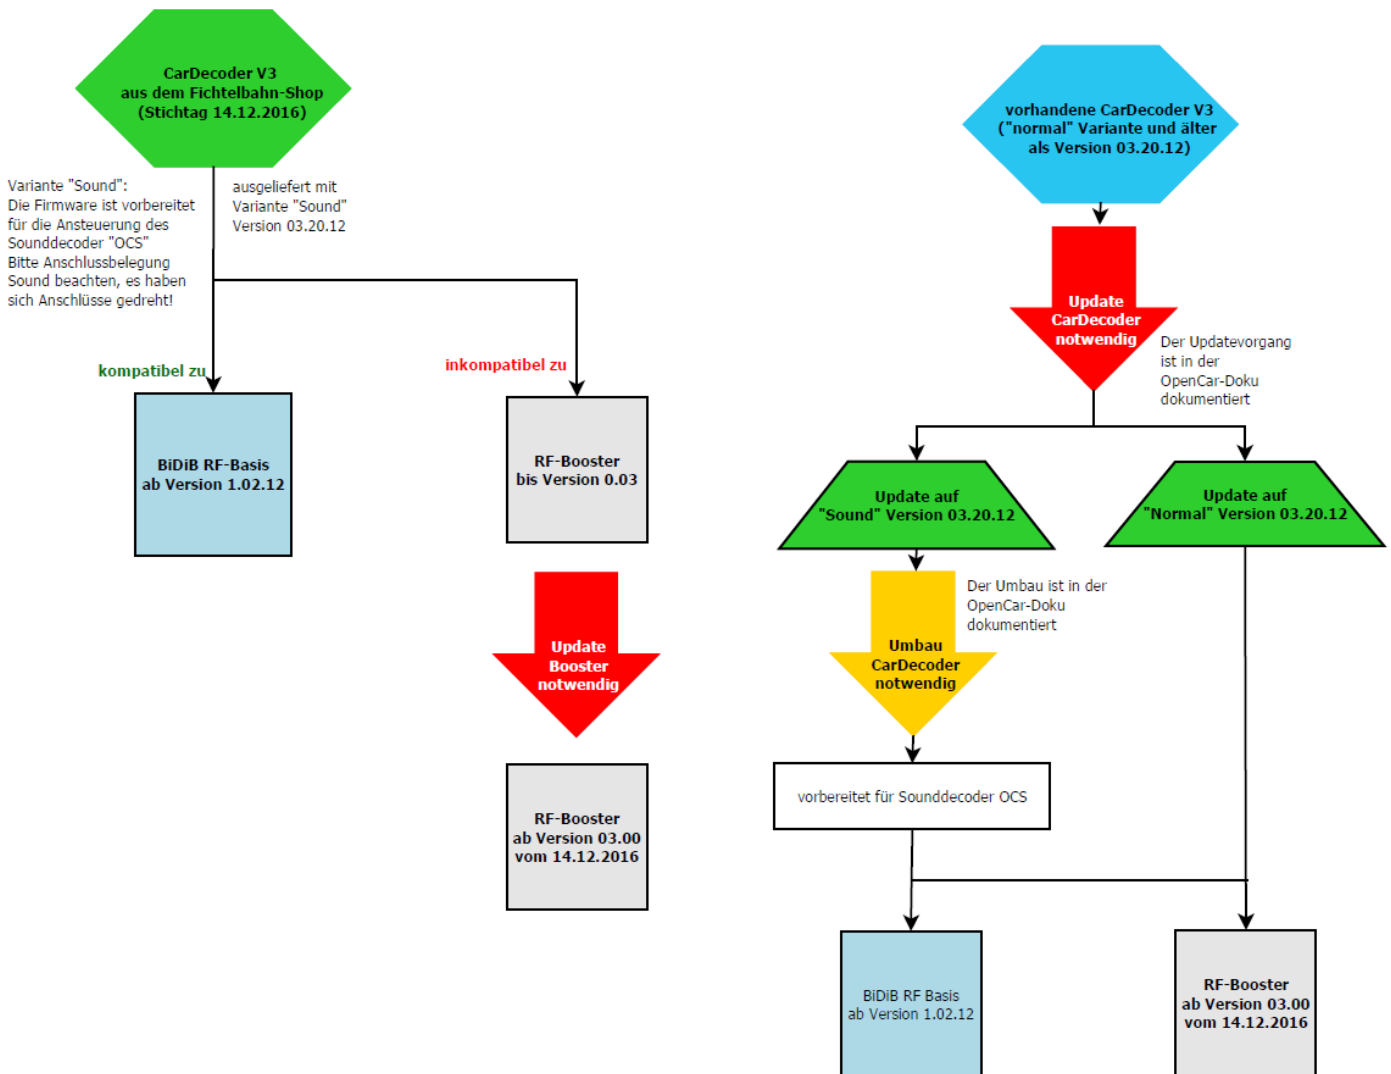 CarDecoder V3
aus dem Fichtelbahn-Shop
(Stichtag 14.12.2016)
Variante "Sound":
Die Firmware ist vorbereitet
für die Ansteuerung des
Sounddecoder "OCS"
Bitte Anschlussbelegung
Sound beachten, es haben
sich Anschlüsse gedreht!
ausgeliefert mit
Variante "Sound"
Version 03.20.12
kompatibel zu
inkompatibel zu
BiDiB RF-Basis
ab Version 1.02.12
RF-Booster
bis Version 0.03
Update
Booster
notwendig
RF-Booster
ab Version 03.00
vom 14.12.2016
vorhandene CarDecoder V3
("normal" Variante und älter
als Version 03.20.12)
Update
CarDecoder
notwendig
Der Updatevorgang
ist in der
OpenCar-Doku
dokumentiert
Update auf
"Sound" Version 03.20.12
Update auf
"Normal" Version 03.20.12
Der Umbau ist in der
OpenCar-Doku
dokumentiert
Umbau
CarDecoder
notwendig
vorbereitet für Sounddecoder OCS
BiDiB RF Basis
ab Version 1.02.12
RF-Booster
ab Version 03.00
vom 14.12.2016